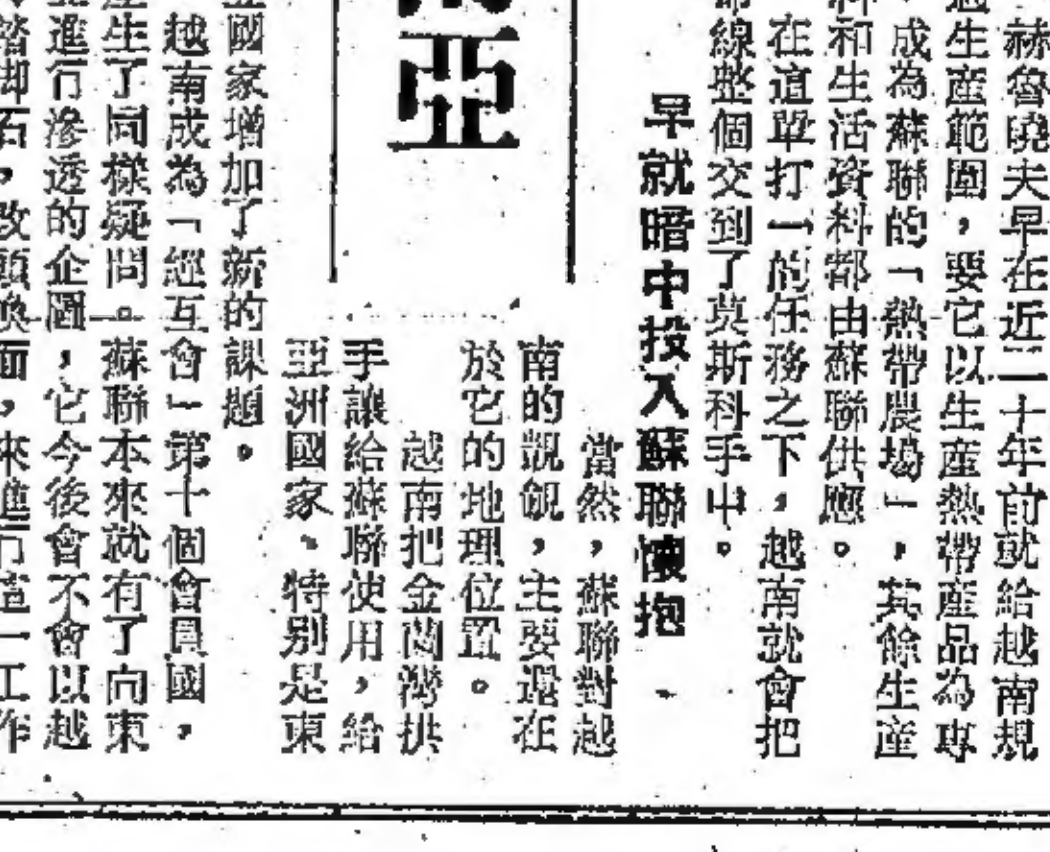 赫魯曉夫早在近二十年前就給越南規
過生產範圍，要它以生產熱帶產品為專
成為蘇聯的「熱帶農場」，其餘生產
料和生活資料都由蘇聯供應。
在這單打一的任務之下，越南就會把
線整個交到了莫斯科手中。
早就暗中投入蘇聯懷抱
當然，蘇聯對越
南的覬覦，主要還在
於它的地理位置。
越南把金蘭灣拱
手讓給蘇聯使用，給
亞洲國家、特別是東
亞
國家增加了新的課題。
越南成為「經互會」第十個會員國，
生了同樣疑問。蘇聯本來就有了向東
進行滲透的企圖，它今後會不會以越
踏脚石，改頭換面，來進行這一工作